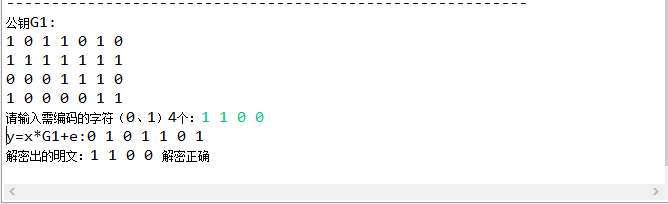 ----------------------------------------------------
公钥G1:
1 0 1 1 0 1 0
1 1 1 1 1 1 1
0 0 0 1 1 1 0
1 0 0 0 0 1 1
请输入需编码的字符（0、1）4个：1 1 0 0
y=x*G1+e:0 1 0 1 1 0 1
解密出的明文：1 1 0 0 解密正确